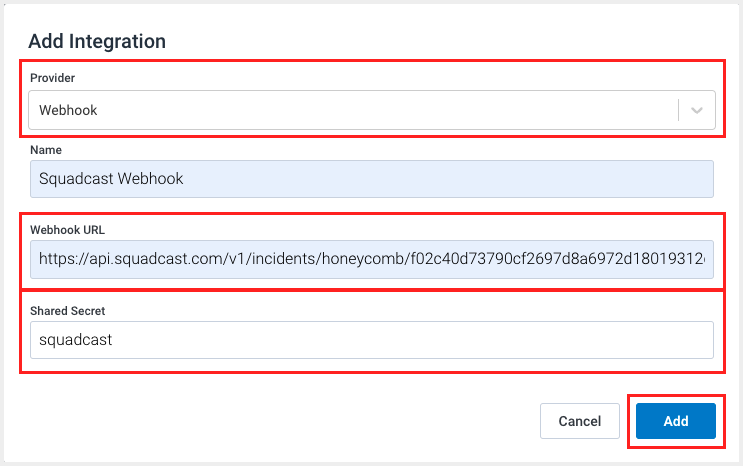 Add Integration
Provider
Webhook
Name
Squadcast Webhook
Webhook URL
https://api.squadcast.com/v1/incidents/honeycomb/f02c40d73790cf2697d8a6972d18019312
Shared Secret
squadcast
Cancel
Add